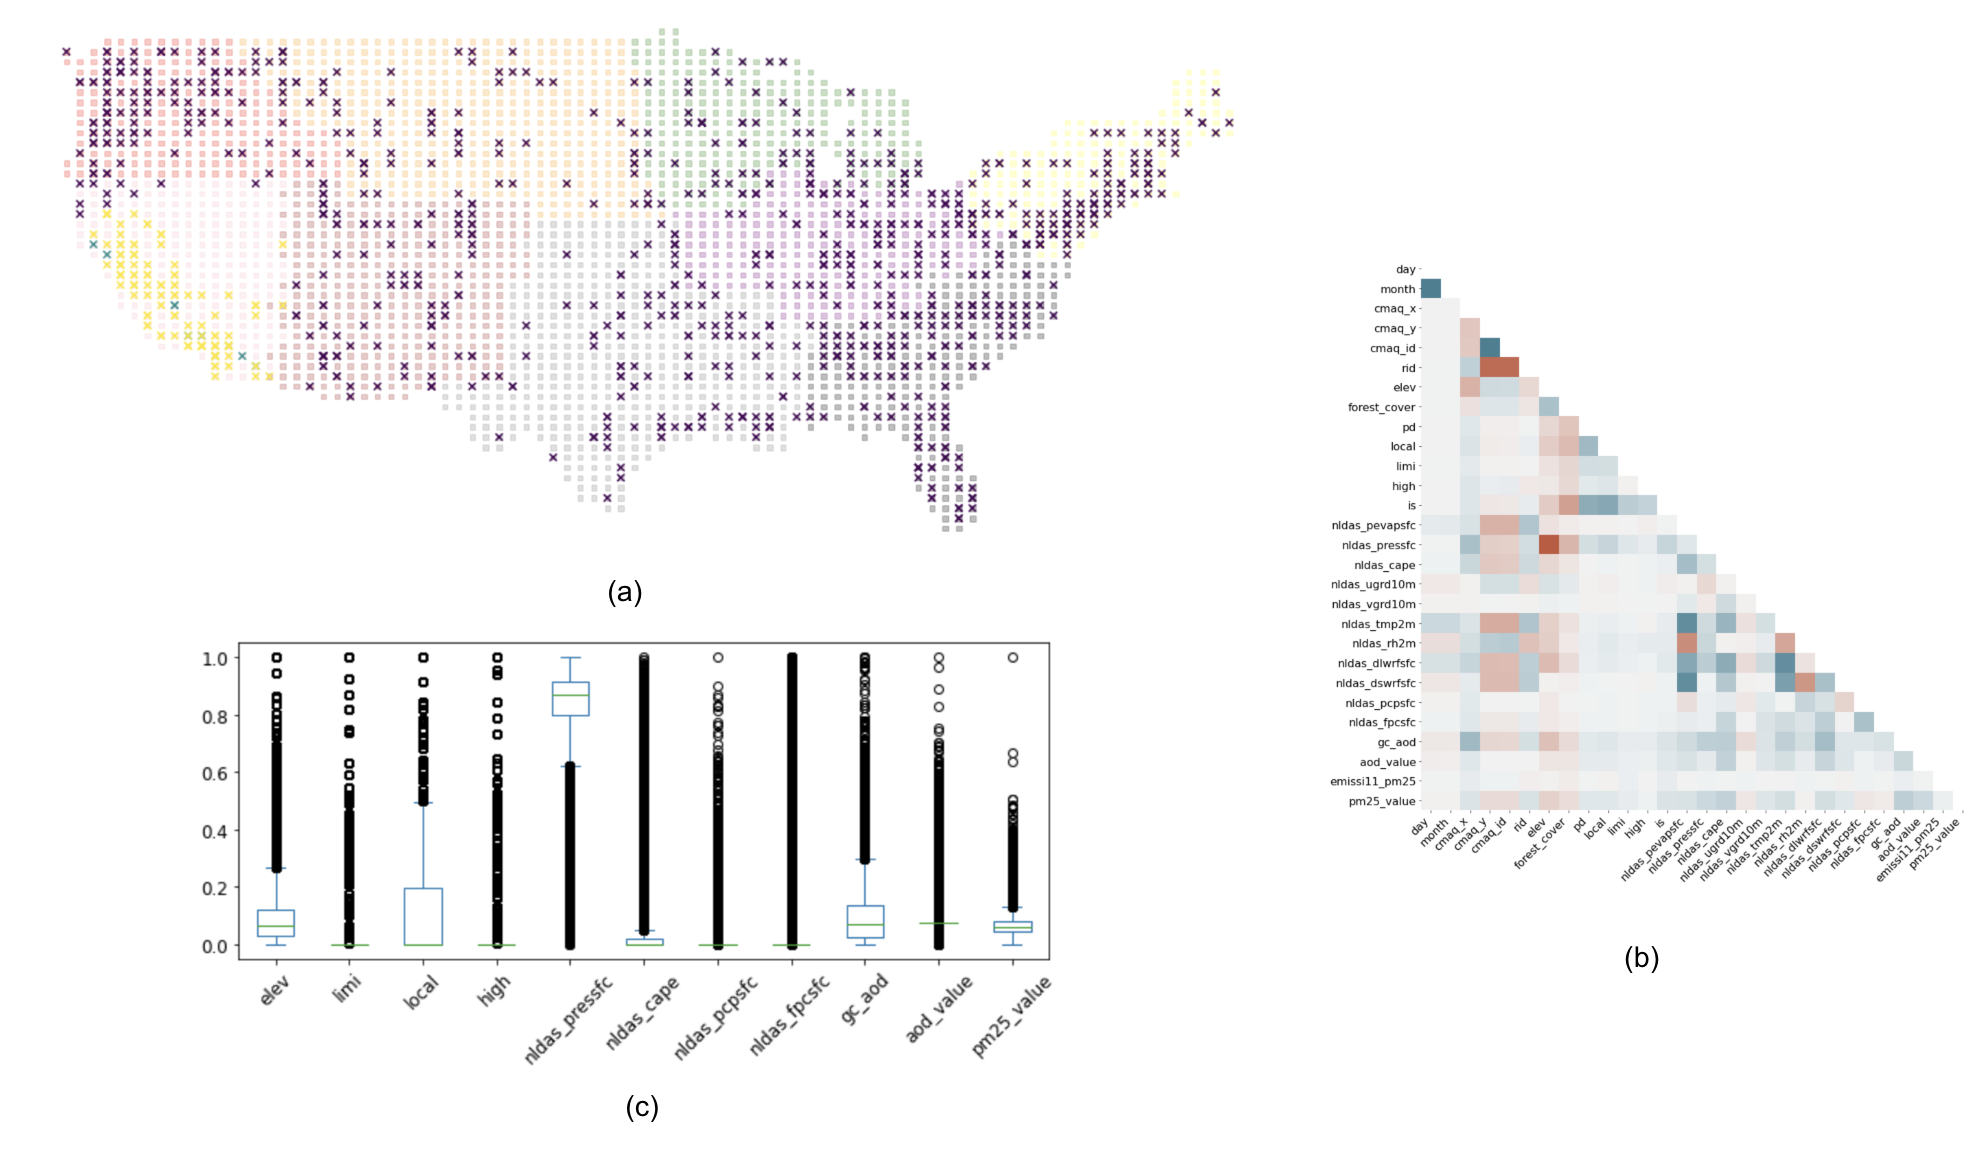 (a)
1.0
0.8
0.6
0.4
0.2
0.0
elev
limi
local
high
nldas_pressfc
nldas_cape
nldas_pcpsfc
nldas_fpcsfc
gc_aod
aod_value
pm25_value
(c)
day
month
cmaq_x
cmaq_y
cmaq_id
rid
elev
forest_cover
pd
local
limi
high
is
nldas_pevapsfc
nldas_pressfc
nldas_cape
nldas_ugrd10m
nldas_vgrd10m
nldas_tmp2m
nldas_rh2m
nldas_dlwrfsfc
nldas_dswrfsfc
nldas_pcpsfc
nldas_fpcsfc
gc_aod
aod_value
emissi11_pm25
pm25_value
day
month
cmaq_x
cmaq_y
cmaq_id
rid
elev
forest_cover
pd
local
limi
high
is
nldas_pevapsfc
nldas_pressfc
nldas_cape
nldas_ugrd10m
nldas_vgrd10m
nldas_tmp2m
nldas_rh2m
nldas_dlwrfsfc
nldas_dswrfsfc
nldas_pcpsfc
nldas_fpcsfc
gc_aod
aod_value
emissi11_pm25
pm25_value
(b)